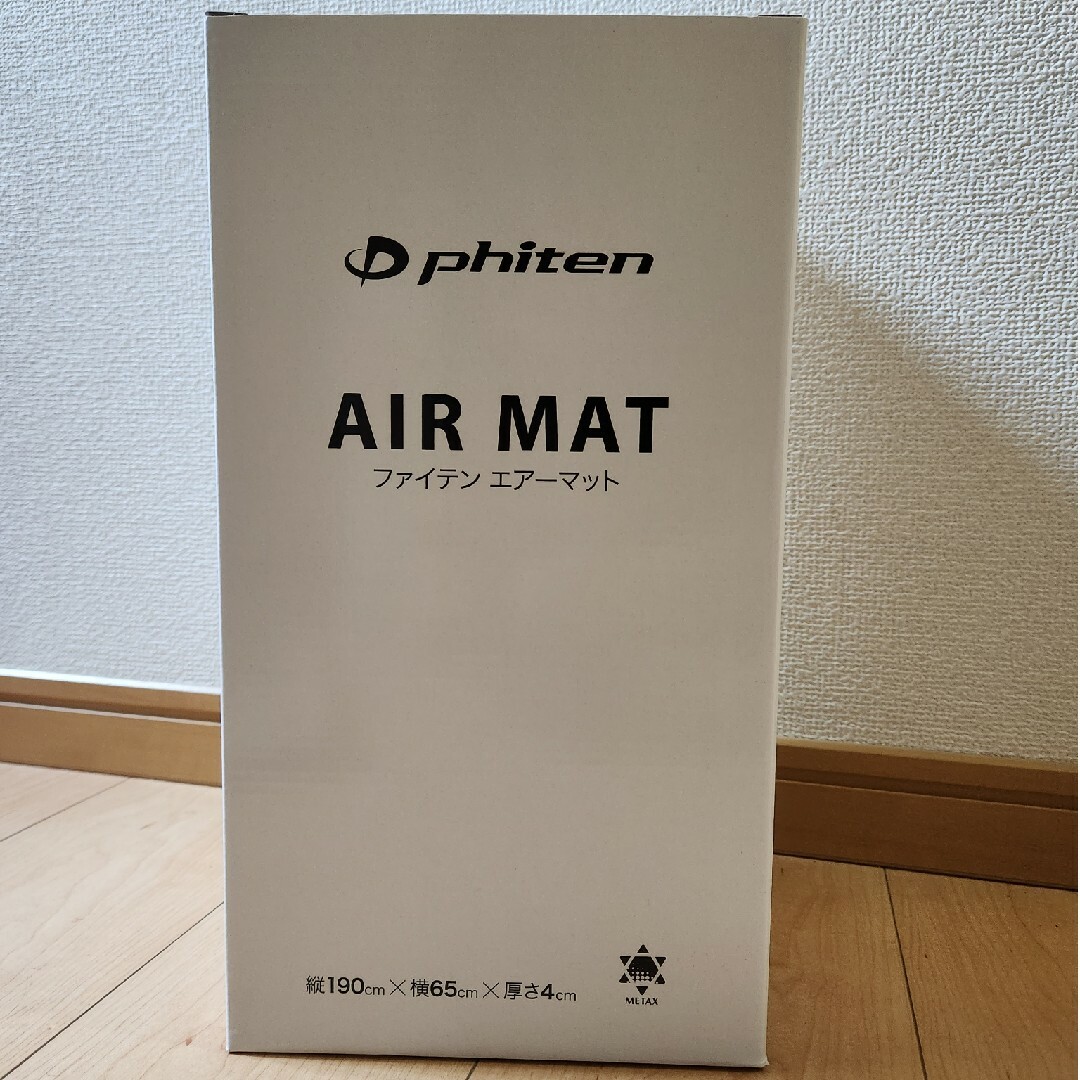 phiten
AIR MAT
ファイテン エアーマット
縦190cm×横65cm×厚さ4cm
METAX